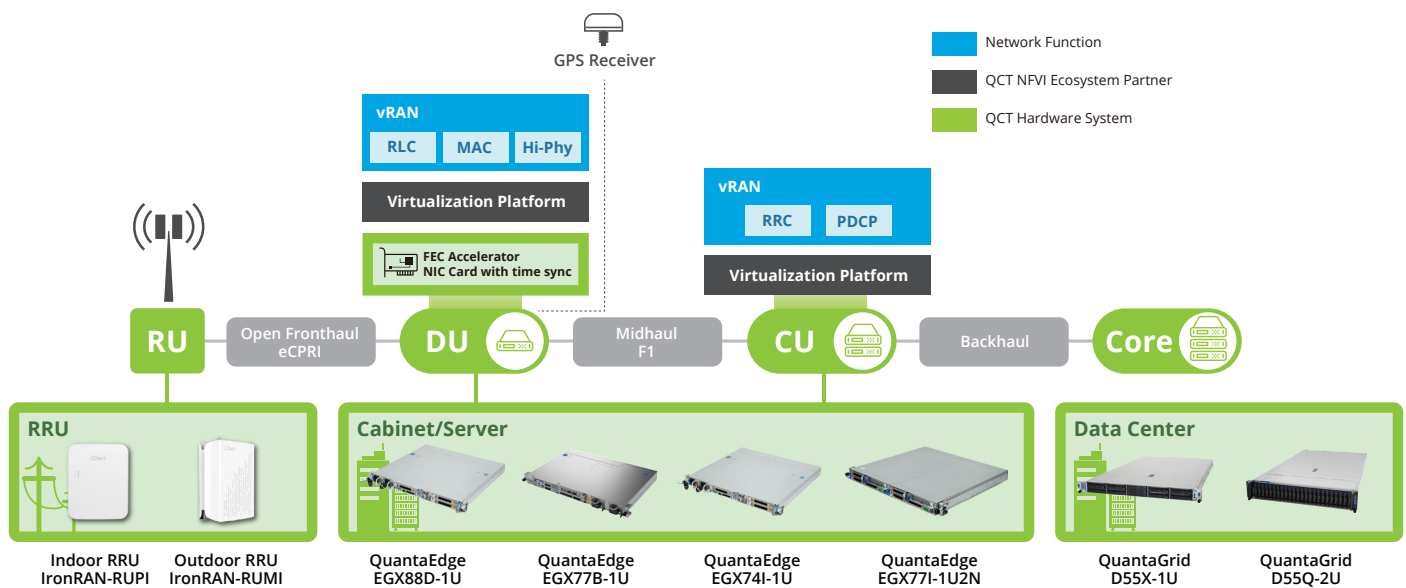 GPS Receiver
Network Function
QCT NFVI Ecosystem Partner
QCT Hardware System
vRAN
RLC
MAC
Hi-Phy
Virtualization Platform
FEC Accelerator
NIC Card with time sync
vRAN
RRC
PDCP
Virtualization Platform
RU
Open Fronthaul
eCPRI
DU
Midhaul
F1
CU
Backhaul
Core
RRU
Cabinet/Server
Data Center
Indoor RRU
IronRAN-RUPI
Outdoor RRU
IronRAN-RUMI
QuantaEdge
EGX88D-1U
QuantaEdge
EGX77B-1U
QuantaEdge
EGX74I-1U
QuantaEdge
EGX77I-1U2N
QuantaGrid
D55X-1U
QuantaGrid
D55Q-2U